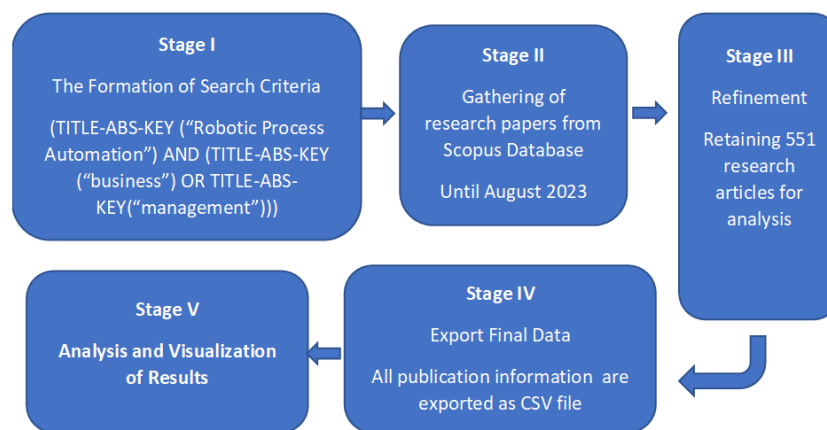 Stage I
The Formation of Search Criteria
(TITLE-ABS-KEY (“Robotic Process
Automation”) AND (TITLE-ABS-KEY
(“business”) OR TITLE-ABS-
KEY(“management”)))
Stage II
Gathering of
research papers from
Scopus Database
Until August 2023
Stage III
Refinement
Retaining 551
research
articles for
analysis
Stage IV
Export Final Data
All publication information are
exported as CSV file
Stage V
Analysis and Visualization
of Results